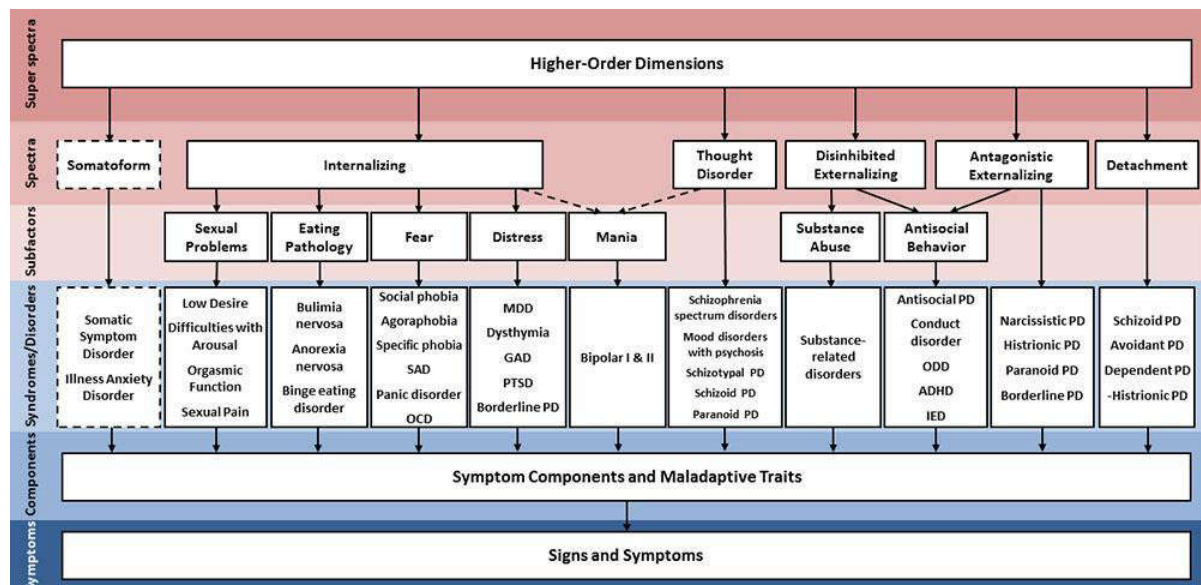 Super spectra
Higher-Order Dimensions
Spectra
Somatoform
Internalizing
Thought
Disorder
Disinhibited
Externalizing
Antagonistic
Externalizing
Detachment
Subfactors
Sexual
Problems
Eating
Pathology
Fear
Distress
Mania
Substance
Abuse
Antisocial
Behavior
Syndromes/Disorders
Somatic
Symptom
Disorder
Illness Anxiety
Disorder
Low Desire
Difficulties with
Arousal
Orgasmic
Function
Sexual Pain
Bulimia
nervosa
Anorexia
nervosa
Binge eating
disorder
Social phobia
Agoraphobia
Specific phobia
SAD
Panic disorder
OCD
MDD
Dysthymia
GAD
PTSD
Borderline PD
Bipolar I & II
Schizophrenia
spectrum disorders
Mood disorders
with psychosis
Schizotypal PD
Schizoid PD
Paranoid PD
Substance-
related
disorders
Antisocial PD
Conduct
disorder
ODD
ADHD
IED
Narcissistic PD
Histrionic PD
Paranoid PD
Borderline PD
Schizoid PD
Avoidant PD
Dependent PD
-Histrionic PD
Components
Symptom Components and Maladaptive Traits
Symptoms
Signs and Symptoms